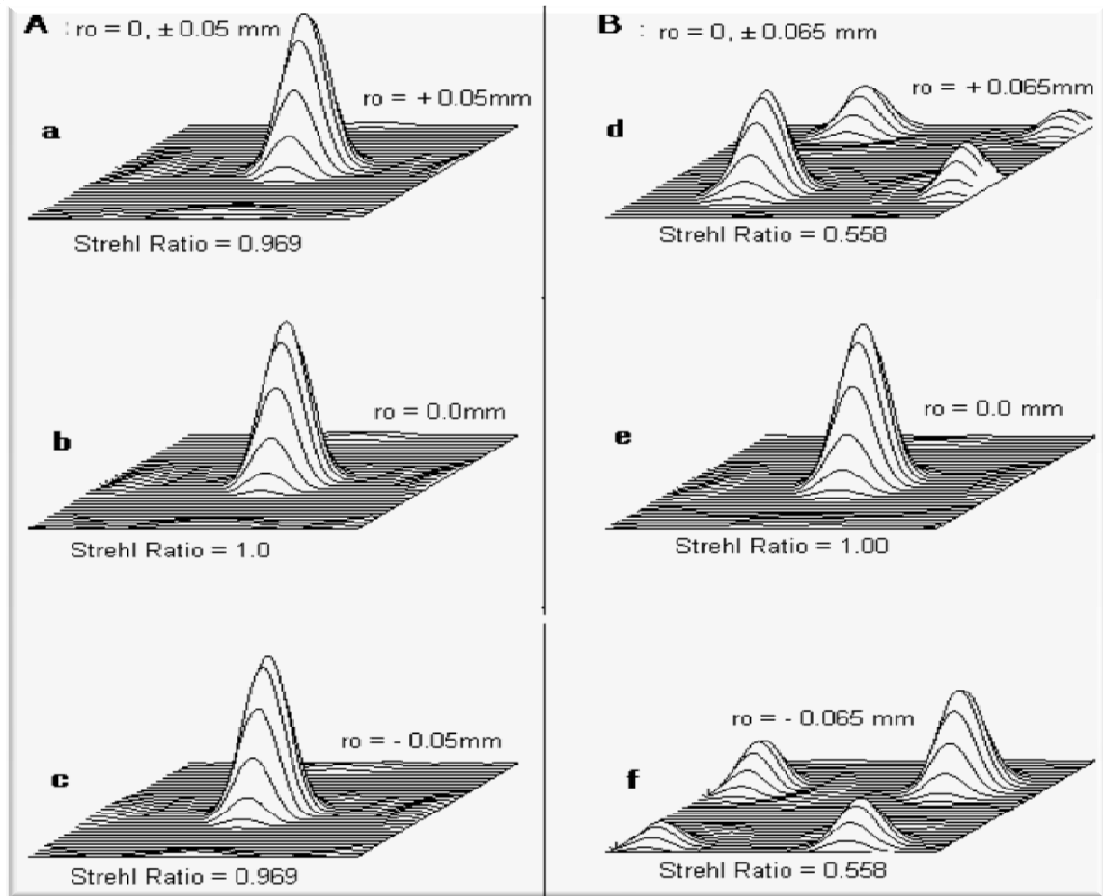 A : ro = 0, ± 0.05 mm
ro = + 0.05mm
a
Strehl Ratio = 0.969
ro = 0.0mm
b
Strehl Ratio = 1.0
ro = - 0.05mm
c
Strehl Ratio = 0.969
B : ro = 0, ± 0.065 mm
ro = + 0.065mm
d
Strehl Ratio = 0.558
ro = 0.0 mm
e
Strehl Ratio = 1.00
ro = - 0.065 mm
f
Strehl Ratio = 0.558